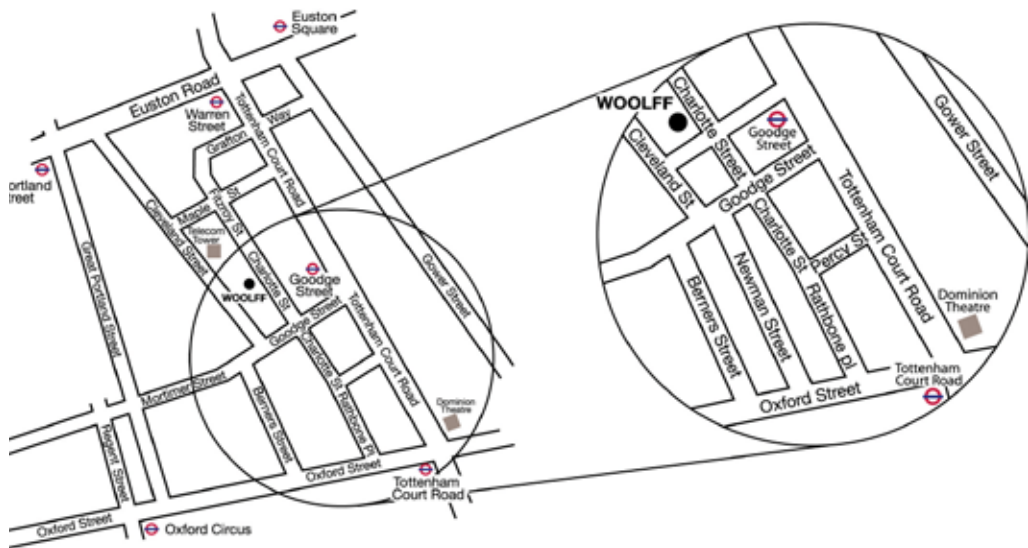 Euston
Square
Euston Road
Warren
Street
Tottenham Court Road
Grafton Way
ortland
treet
Maple St
Fitzroy St
Cleveland Street
Telecom
Tower
Great Portland Street
Charlotte St
WOOLFF
Goodge
Street
Gower Street
Goodge Street
Tottenham Court Road
Mortimer Street
Charlotte St
Berners Street
Rathbone Pl
Dominion
Theatre
Regent Street
Oxford Street
Tottenham
Court Road
Oxford Street
Oxford Circus
WOOLFF
Charlotte Street
Cleveland St
Goodge
Street
Gower Street
Goodge Street
Tottenham Court Road
Charlotte St
Percy St
Newman Street
Berners Street
Rathbone pl
Dominion
Theatre
Tottenham
Court Road
Oxford Street